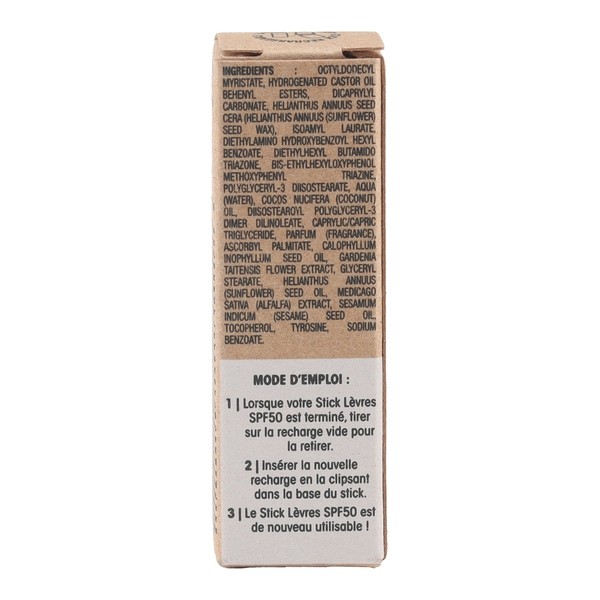 INGREDIENTS : OCTYLDODECYL
MYRISTATE, HYDROGENATED CASTOR OIL
BEHENYL ESTERS, DICAPRYLYL
CARBONATE, HELIANTHUS ANNUUS SEED
CERA (HELIANTHUS ANNUUS (SUNFLOWER)
SEED WAX), ISOAMYL LAURATE,
DIETHYLAMINO HYDROXYBENZOYL HEXYL
BENZOATE, DIETHYLHEXYL BUTAMIDO
TRIAZONE, BIS-ETHYLHEXYLOXYPHENOL
METHOXYPHENYL TRIAZINE,
POLYGLYCERYL-3 DIISOSTEARATE, AQUA
(WATER), COCOS NUCIFERA (COCONUT)
OIL, DIISOSTEAROYL POLYGLYCERYL-3
DIMER DILINOLEATE, CAPRYLIC/CAPRIC
TRIGLYCERIDE, PARFUM (FRAGRANCE),
ASCORBYL PALMITATE, CALOPHYLLUM
INOPHYLLUM SEED OIL, GARDENIA
TAITENSIS FLOWER EXTRACT, GLYCERYL
STEARATE, HELIANTHUS ANNUUS
(SUNFLOWER) SEED OIL, MEDICAGO
SATIVA (ALFALFA) EXTRACT, SESAMUM
INDICUM (SESAME) SEED OIL,
TOCOPHEROL, TYROSINE, SODIUM
BENZOATE.
MODE D'EMPLOI :
1 | Lorsque votre Stick Lèvres
SPF50 est terminé, tirer
sur la recharge vide pour
la retirer.
2 | Insérer la nouvelle
recharge en la clipsant
dans la base du stick.
3 | Le Stick Lèvres SPF50 est
de nouveau utilisable !